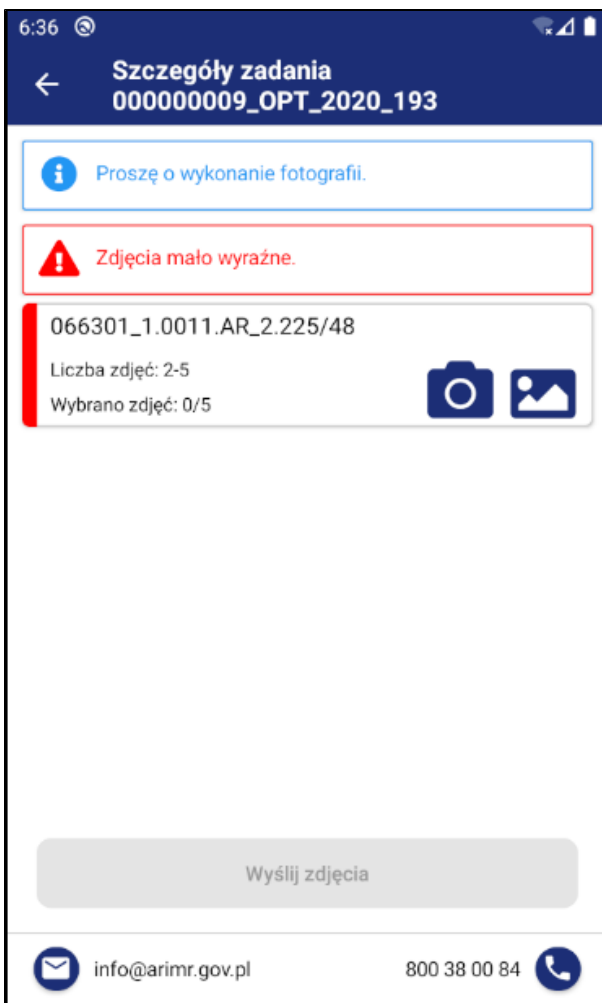 6:36
Szczegóły zadania
000000009_OPT_2020_193
Proszę o wykonanie fotografii.
Zdjęcia mało wyraźne.
066301_1.0011.AR_2.225/48
Liczba zdjęć: 2-5
Wybrano zdjęć: 0/5
Wyślij zdjęcia
info@arimr.gov.pl 800 38 00 84